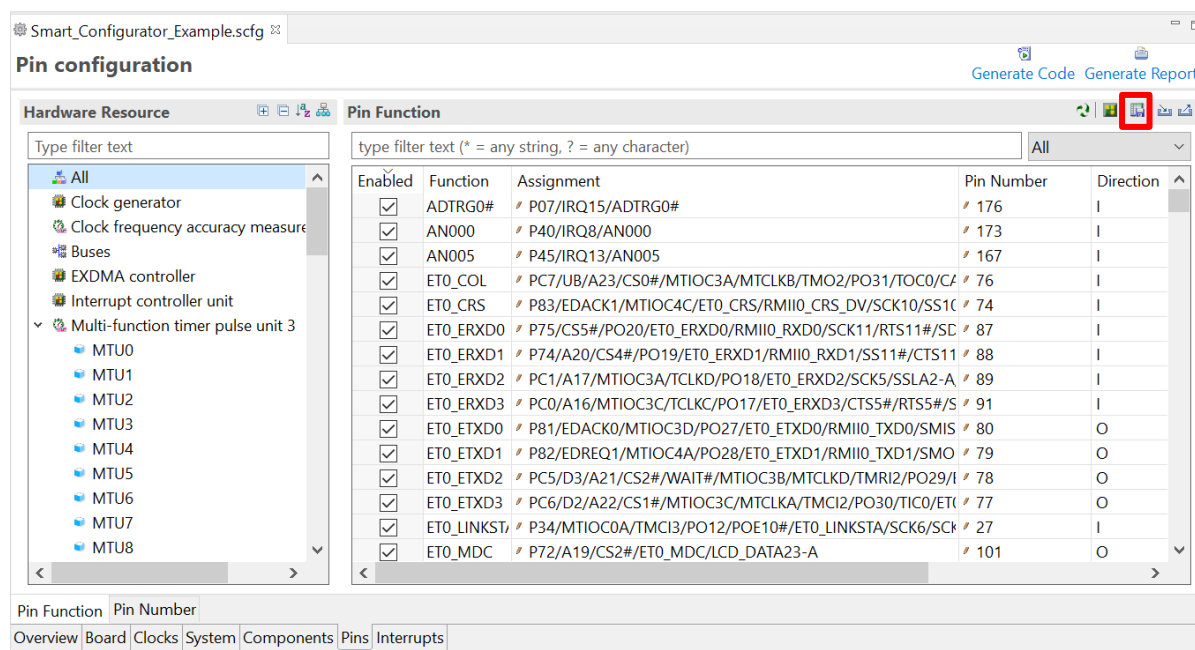 Smart_Configurator_Example.scfg
Pin configuration
Generate Code Generate Report
Hardware Resource
Pin Function
Type filter text
type filter text (* = any string, ? = any character)
All
All
Clock generator
Clock frequency accuracy measure
Buses
EXDMA controller
Interrupt controller unit
Multi-function timer pulse unit 3
MTU0
MTU1
MTU2
MTU3
MTU4
MTU5
MTU6
MTU7
MTU8
Enabled Function Assignment Pin Number Direction
ADTRG0# P07/IRQ15/ADTRG0# 176 I
AN000 P40/IRQ8/AN000 173 I
AN005 P45/IRQ13/AN005 167 I
ET0_COL PC7/UB/A23/CS0#/MTIOC3A/MTCLKB/TMO2/PO31/TOC0/CA 76 I
ET0_CRS P83/EDACK1/MTIOC4C/ET0_CRS/RMII0_CRS_DV/SCK10/SS10 74 I
ET0_ERXD0 P75/CS5#/PO20/ET0_ERXD0/RMII0_RXD0/SCK11/RTS11#/SD 87 I
ET0_ERXD1 P74/A20/CS4#/PO19/ET0_ERXD1/RMII0_RXD1/SS11#/CTS11 88 I
ET0_ERXD2 PC1/A17/MTIOC3A/TCLKD/PO18/ET0_ERXD2/SCK5/SSLA2-A 89 I
ET0_ERXD3 PC0/A16/MTIOC3C/TCLKC/PO17/ET0_ERXD3/CTS5#/RTS5#/S 91 I
ET0_ETXD0 P81/EDACK0/MTIOC3D/PO27/ET0_ETXD0/RMII0_TXD0/SMIS 80 O
ET0_ETXD1 P82/EDREQ1/MTIOC4A/PO28/ET0_ETXD1/RMII0_TXD1/SMO 79 O
ET0_ETXD2 PC5/D3/A21/CS2#/WAIT#/MTIOC3B/MTCLKD/TMRI2/PO29/ 78 O
ET0_ETXD3 PC6/D2/A22/CS1#/MTIOC3C/MTCLKA/TMCI2/PO30/TIC0/ET 77 O
ET0_LINKSTA P34/MTIOC0A/TMCI3/PO12/POE10#/ET0_LINKSTA/SCK6/SCK 27 I
ET0_MDC P72/A19/CS2#/ET0_MDC/LCD_DATA23-A 101 O
Pin Function Pin Number
Overview Board Clocks System Components Pins Interrupts